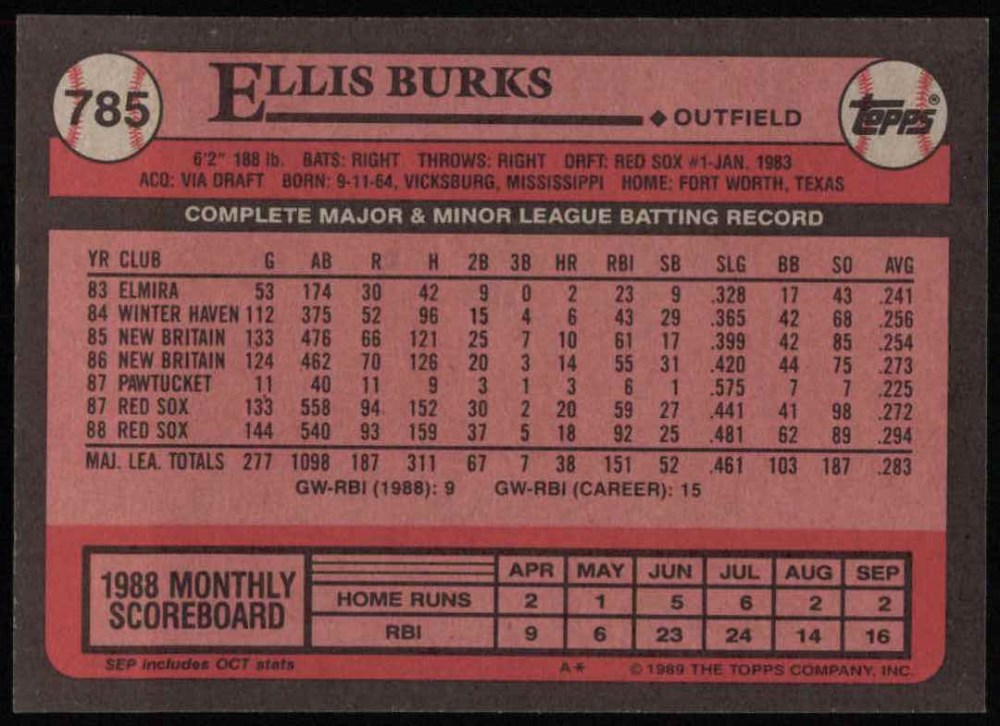 785
ELLIS BURKS
◆ OUTFIELD
TOPPS®
6'2" 188 lb. BATS: RIGHT THROWS: RIGHT DRFT: RED SOX #1-JAN. 1983
ACQ: VIA DRAFT BORN: 9-11-64, VICKSBURG, MISSISSIPPI HOME: FORT WORTH, TEXAS
COMPLETE MAJOR & MINOR LEAGUE BATTING RECORD
YR CLUB G AB R H 2B 3B HR RBI SB SLG BB SO AVG
83 ELMIRA 53 174 30 42 9 0 2 23 9 .328 17 43 .241
84 WINTER HAVEN 112 375 52 96 15 4 6 43 29 .365 42 68 .256
85 NEW BRITAIN 133 476 66 121 25 7 10 61 17 .399 42 85 .254
86 NEW BRITAIN 124 462 70 126 20 3 14 55 31 .420 44 75 .273
87 PAWTUCKET 11 40 11 9 3 1 3 6 1 .575 7 7 .225
87 RED SOX 133 558 94 152 30 2 20 59 27 .441 41 98 .272
88 RED SOX 144 540 93 159 37 5 18 92 25 .481 62 89 .294
MAJ. LEA. TOTALS 277 1098 187 311 67 7 38 151 52 .461 103 187 .283
GW-RBI (1988): 9 GW-RBI (CAREER): 15
1988 MONTHLY
SCOREBOARD
APR MAY JUN JUL AUG SEP
HOME RUNS 2 1 5 6 2 2
RBI 9 6 23 24 14 16
SEP includes OCT stats
A* © 1989 THE TOPPS COMPANY, INC.